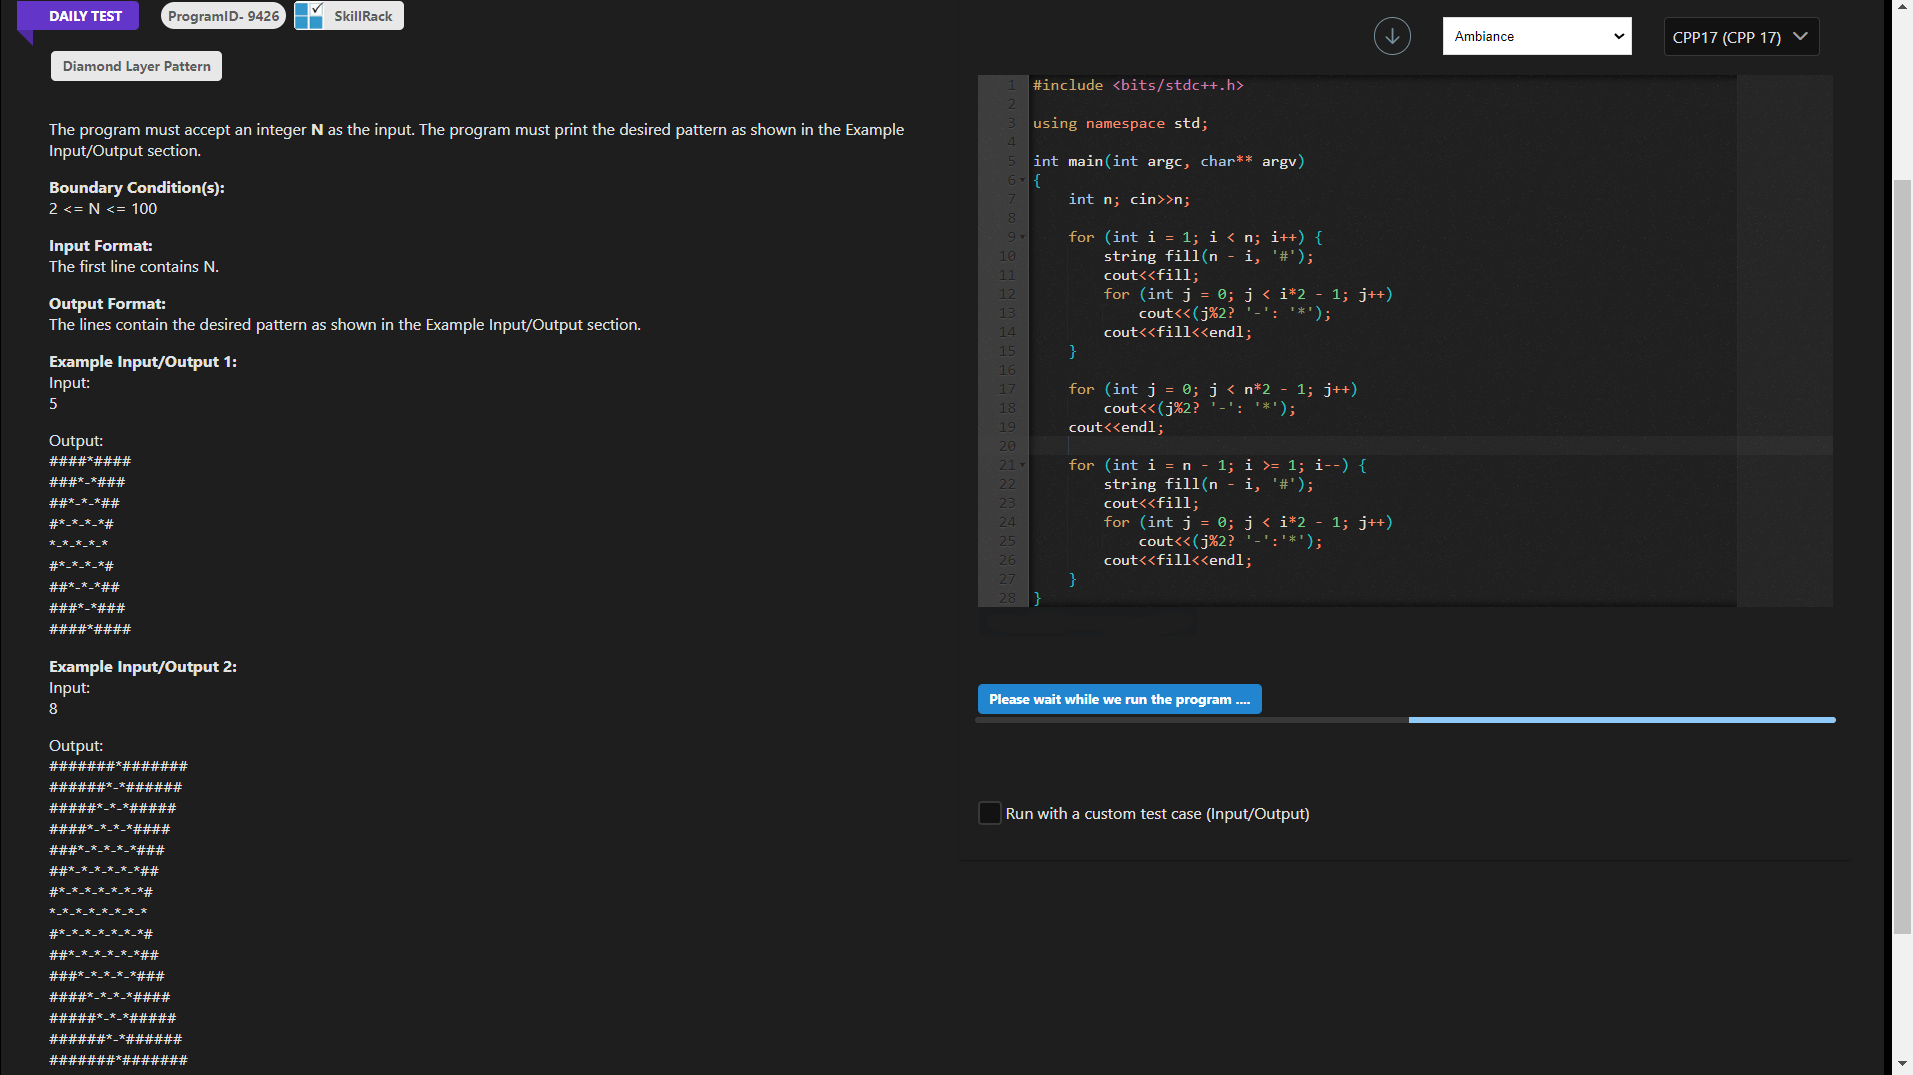 DAILY TEST
ProgramID- 9426
SkillRack
Diamond Layer Pattern
The program must accept an integer N as the input. The program must print the desired pattern as shown in the Example
Input/Output section.
Boundary Condition(s):
2 <= N <= 100
Input Format:
The first line contains N.
Output Format:
The lines contain the desired pattern as shown in the Example Input/Output section.
Example Input/Output 1:
Input:
5
Output:
####*####
###*-*###
##*-*-*##
#*-*-*-*#
*-*-*-*-*
#*-*-*-*#
##*-*-*##
###*-*###
####*####
Example Input/Output 2:
Input:
8
Output:
#######*#######
######*-*######
#####*-*-*#####
####*-*-*-*####
###*-*-*-*-*###
##*-*-*-*-*-*##
#*-*-*-*-*-*-*#
*-*-*-*-*-*-*-*
#*-*-*-*-*-*-*#
##*-*-*-*-*-*##
###*-*-*-*-*###
####*-*-*-*####
#####*-*-*#####
######*-*######
#######*#######
Ambiance
CPP17 (CPP 17)
1 #include <bits/stdc++.h>
2
3 using namespace std;
4
5 int main(int argc, char** argv)
6 {
7     int n; cin>>n;
8
9     for (int i = 1; i < n; i++) {
10         string fill(n - i, '#');
11         cout<<fill;
12         for (int j = 0; j < i*2 - 1; j++)
13             cout<<(j%2? '-': '*');
14         cout<<fill<<endl;
15     }
16
17     for (int j = 0; j < n*2 - 1; j++)
18         cout<<(j%2? '-': '*');
19     cout<<endl;
20
21     for (int i = n - 1; i >= 1; i--) {
22         string fill(n - i, '#');
23         cout<<fill;
24         for (int j = 0; j < i*2 - 1; j++)
25             cout<<(j%2? '-':'*');
26         cout<<fill<<endl;
27     }
28 }
Please wait while we run the program ....
Run with a custom test case (Input/Output)